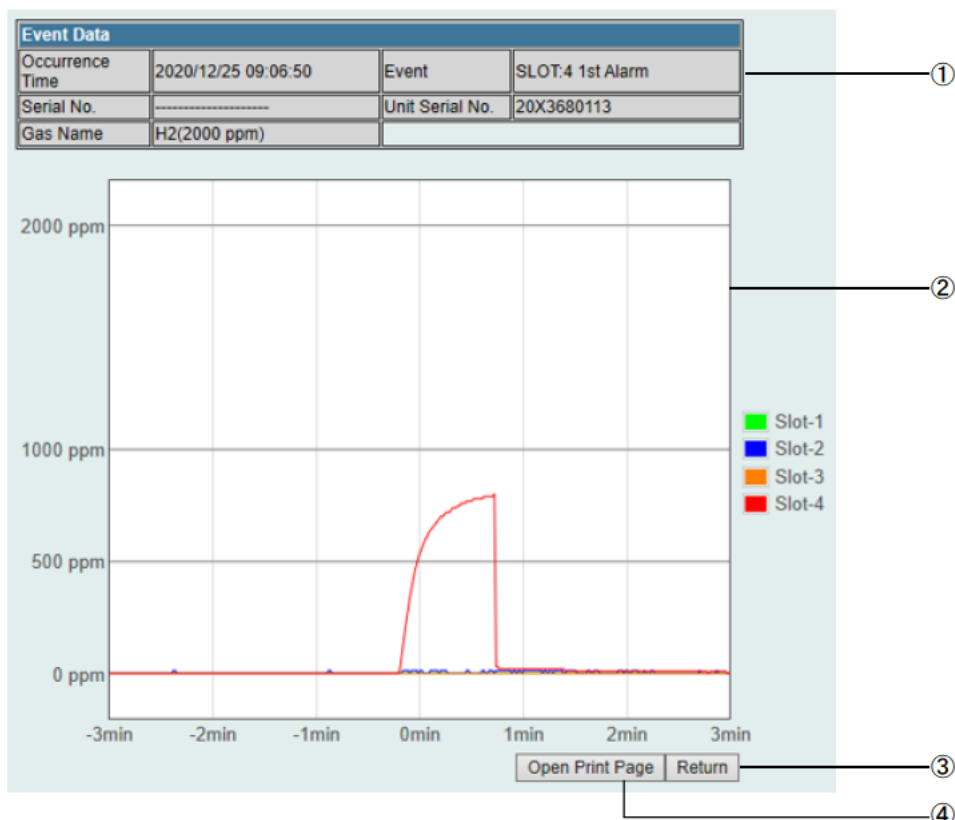 Event Data
Occurrence Time 2020/12/25 09:06:50 Event SLOT:4 1st Alarm ①
Serial No. -------------------- Unit Serial No. 20X3680113
Gas Name H2(2000 ppm)
2000 ppm
②
Slot-1
1000 ppm Slot-2
Slot-3
Slot-4
500 ppm
0 ppm
-3min -2min -1min 0min 1min 2min 3min
Open Print Page Return ③
④